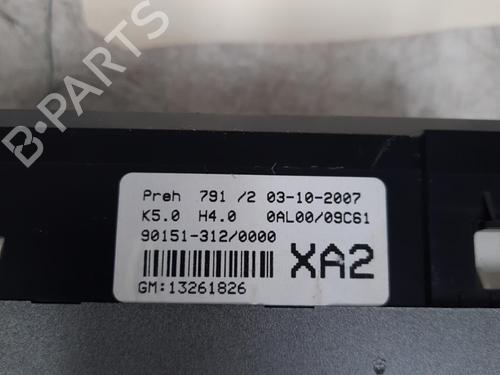 B-PARTS
Preh 791 /2 03-10-2007
K5.0 H4.0 0AL00/09C61
90151-312/0000
XA2
GM:13261826